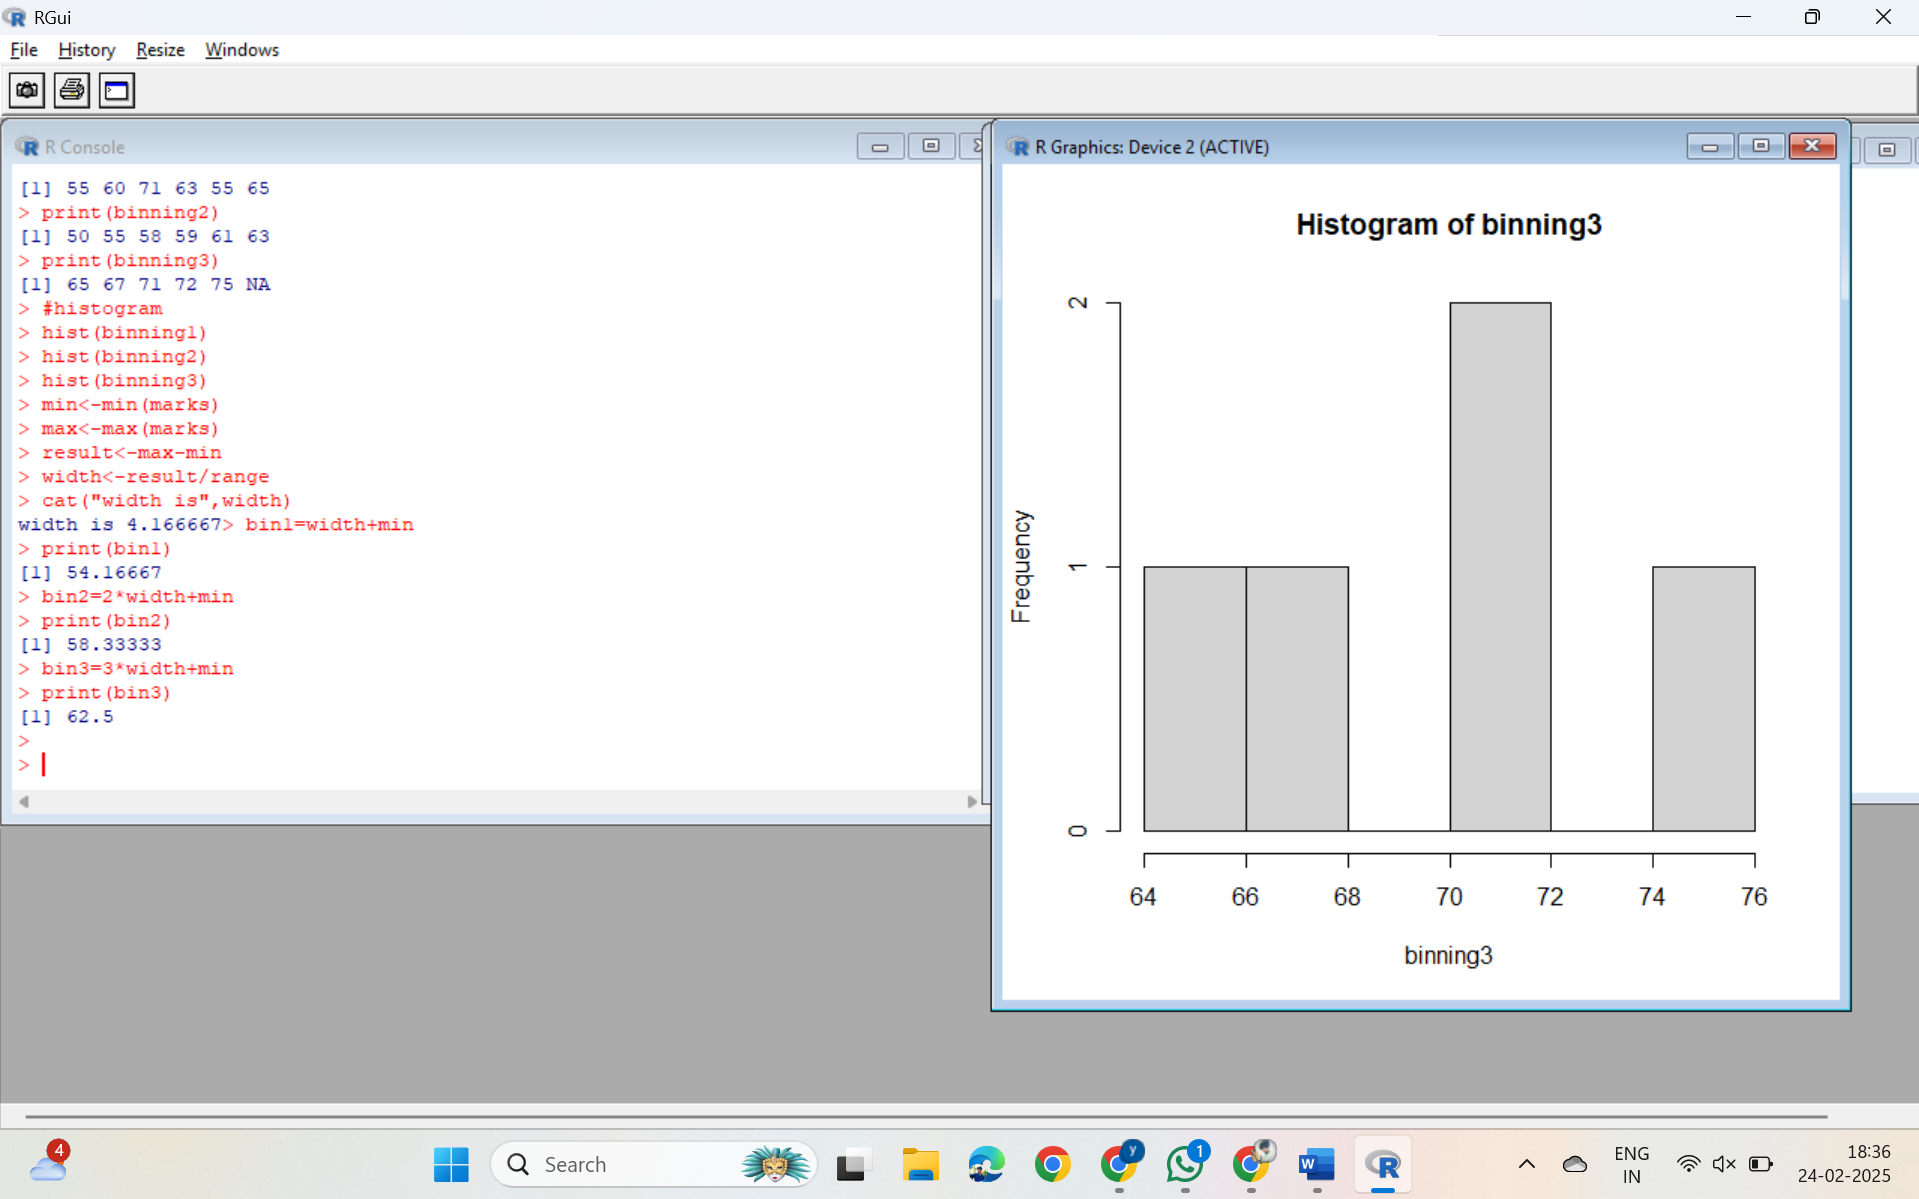 RGui
File History Resize Windows
R Console
[1] 55 60 71 63 55 65
> print(binning2)
[1] 50 55 58 59 61 63
> print(binning3)
[1] 65 67 71 72 75 NA
> #histogram
> hist(binning1)
> hist(binning2)
> hist(binning3)
> min<-min(marks)
> max<-max(marks)
> result<-max-min
> width<-result/range
> cat("width is",width)
width is 4.166667> bin1=width+min
> print(bin1)
[1] 54.16667
> bin2=2*width+min
> print(bin2)
[1] 58.33333
> bin3=3*width+min
> print(bin3)
[1] 62.5
>
>
R Graphics: Device 2 (ACTIVE)
Histogram of binning3
Frequency
2
1
0
64 66 68 70 72 74 76
binning3
4
Search
y
1
W
R
ENG
IN
18:36
24-02-2025